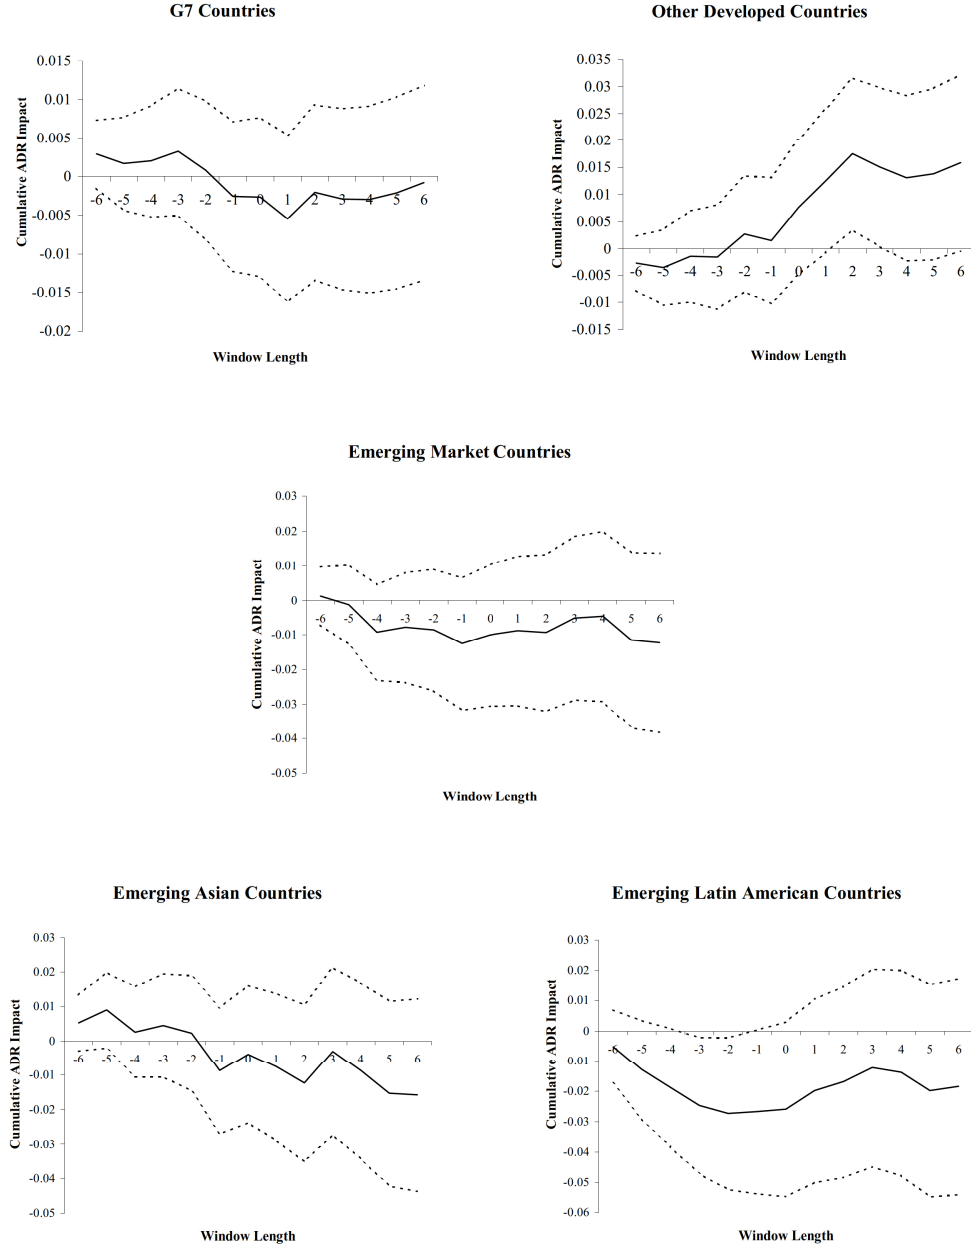 G7 Countries
Other Developed Countries
0.015
0.01
0.005
0
-0.005
-0.01
-0.015
-0.02
Cumulative ADR Impact
-6 -5 -4 -3 -2 -1 0 1 2 3 4 5 6
Window Length
0.035
0.03
0.025
0.02
0.015
0.01
0.005
0
-0.005
-0.01
-0.015
Cumulative ADR Impact
-6 -5 -4 -3 -2 -1 0 1 2 3 4 5 6
Window Length
Emerging Market Countries
0.03
0.02
0.01
0
-0.01
-0.02
-0.03
-0.04
-0.05
Cumulative ADR Impact
-6 -5 -4 -3 -2 -1 0 1 2 3 4 5 6
Window Length
Emerging Asian Countries
Emerging Latin American Countries
0.03
0.02
0.01
0
-0.01
-0.02
-0.03
-0.04
-0.05
Cumulative ADR Impact
-6 -5 -4 -3 -2 -1 0 1 2 3 4 5 6
Window Length
0.03
0.02
0.01
0
-0.01
-0.02
-0.03
-0.04
-0.05
-0.06
Cumulative ADR Impact
-6 -5 -4 -3 -2 -1 0 1 2 3 4 5 6
Window Length